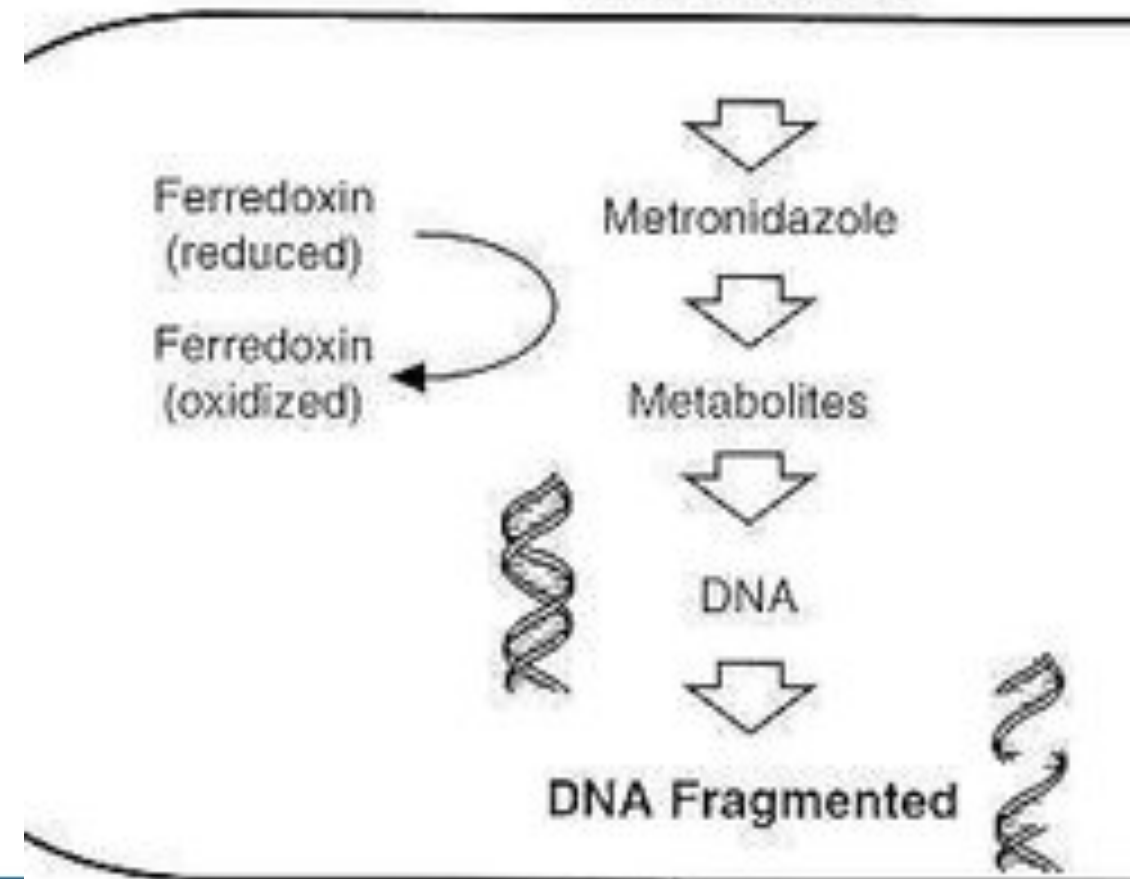 Ferredoxin
(reduced)
Metronidazole
Ferredoxin
(oxidized)
Metabolites
DNA
DNA Fragmented